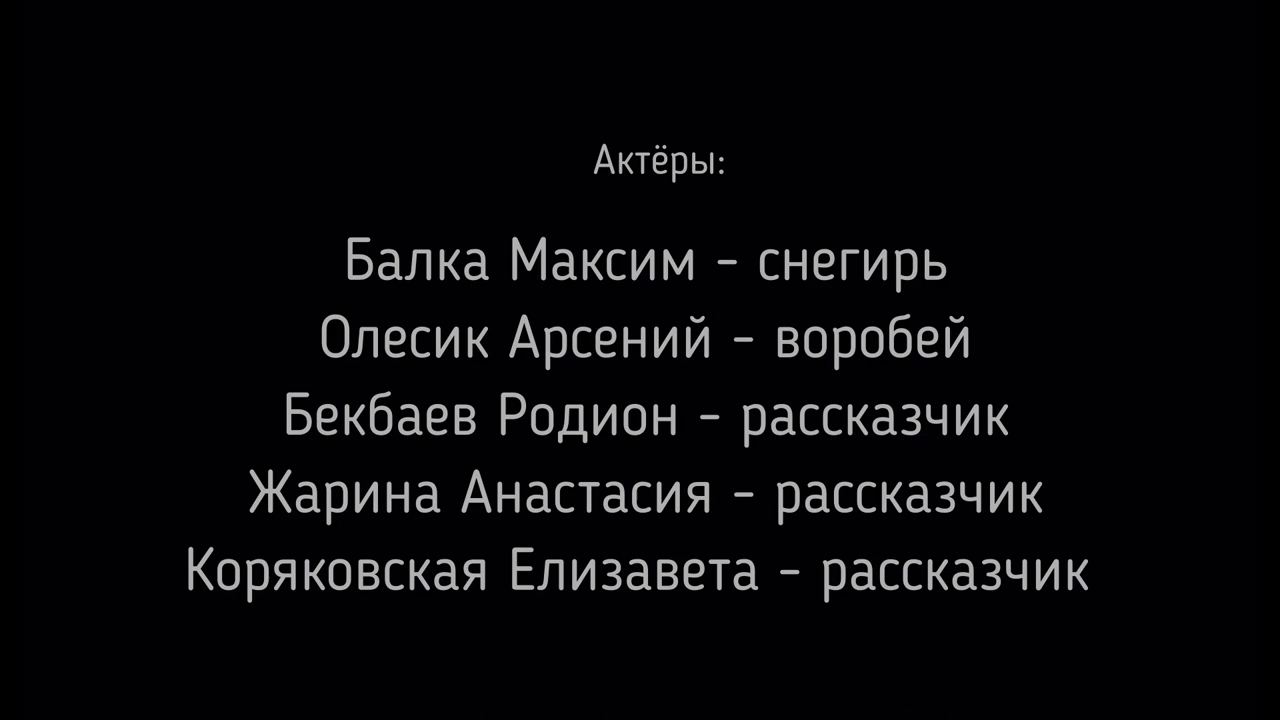 Актёры:
Балка Максим - снегирь
Олесик Арсений - воробей
Бекбаев Родион - рассказчик
Жарина Анастасия - рассказчик
Коряковская Елизавета - рассказчик